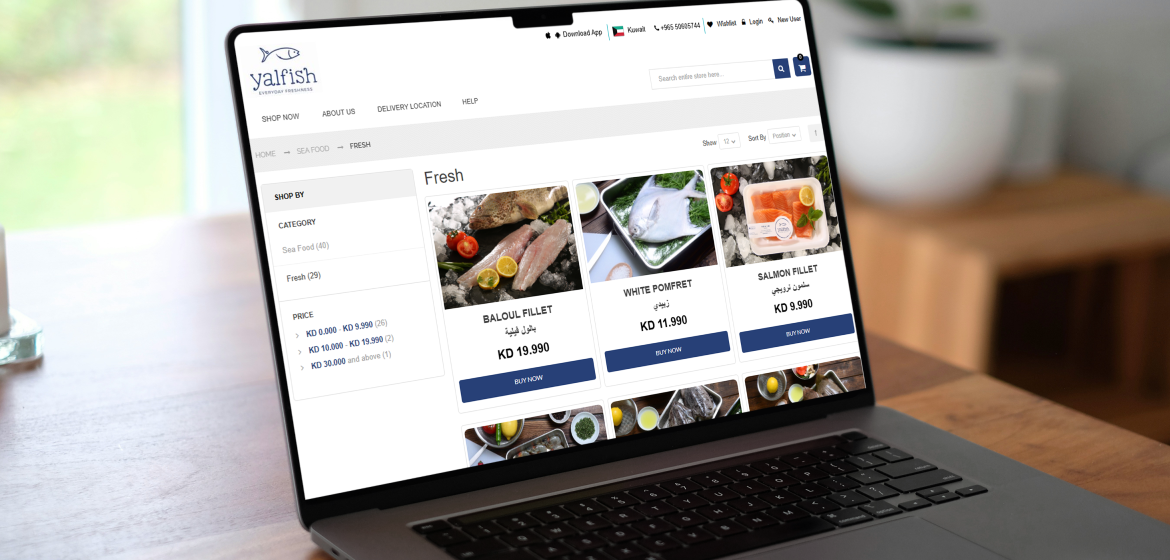 Download App
Kuwait
+965 50605744
Wishlist
Login
New User
yalfish
EVERYDAY FRESHNESS
Search entire store here...
0
SHOP NOW
ABOUT US
DELIVERY LOCATION
HELP
HOME → SEA FOOD → FRESH
Show 12
Sort By Position
1
SHOP BY
CATEGORY
Sea Food (40)
Fresh (29)
PRICE
KD 0.000 - KD 9.990 (26)
KD 10.000 - KD 19.990 (2)
KD 30.000 and above (1)
Fresh
BALOUL FILLET
بالول فيليه
KD 19.990
BUY NOW
WHITE POMFRET
زبيدي
KD 11.990
BUY NOW
SALMON FILLET
سلمون نرويجي
KD 9.990
BUY NOW